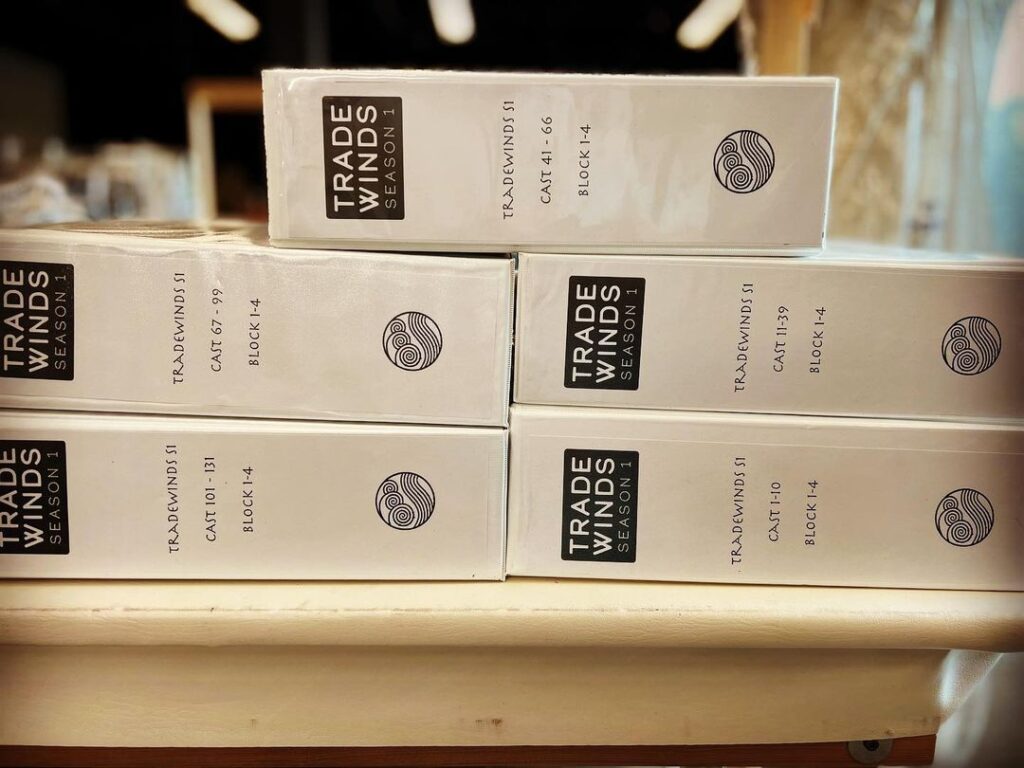 TRADE
WINDS
SEASON 1
TRADEWINDS S1
CAST 41 - 66
BLOCK 1-4
TRADE
WINDS
SEASON 1
TRADEWINDS S1
CAST 67 - 99
BLOCK 1-4
TRADE
WINDS
SEASON 1
TRADEWINDS S1
CAST 11-39
BLOCK 1-4
TRADE
WINDS
SEASON 1
TRADEWINDS S1
CAST 101 - 131
BLOCK 1-4
TRADE
WINDS
SEASON 1
TRADEWINDS S1
CAST 1-10
BLOCK 1-4